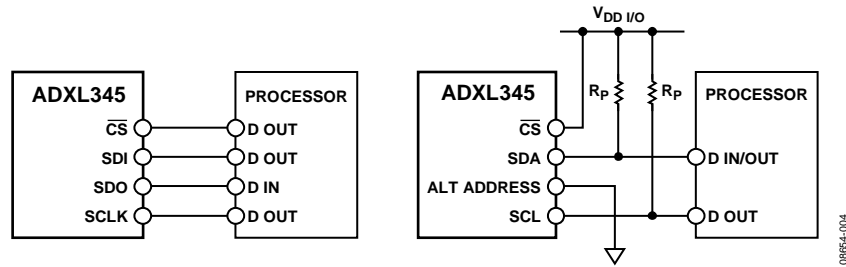 ADXL345
PROCESSOR
CS D OUT
SDI D OUT
SDO D IN
SCLK D OUT
VDD I/O
ADXL345
RP RP
PROCESSOR
CS
SDA D IN/OUT
ALT ADDRESS
SCL D OUT
08654-004